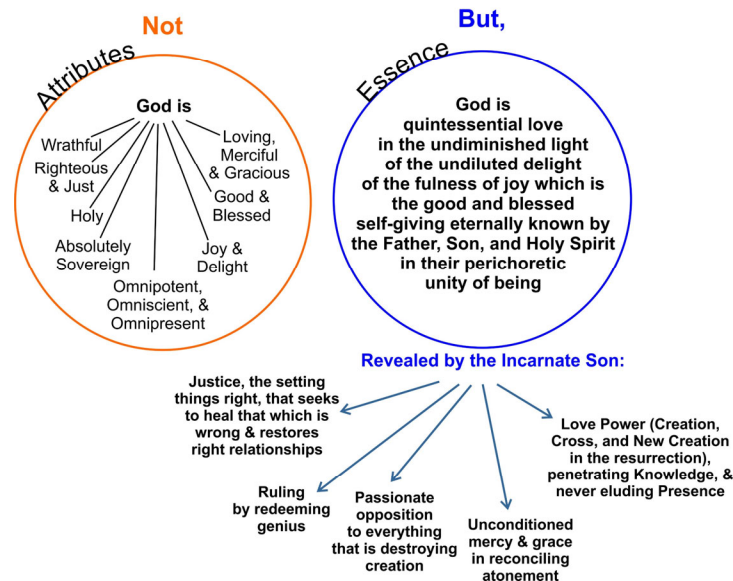 Not
Attributes
God is
Wrathful
Righteous
& Just
Holy
Absolutely
Sovereign
Omnipotent,
Omniscient, &
Omnipresent
Joy &
Delight
Good &
Blessed
Loving,
Merciful
& Gracious
But,
Essence
God is
quintessential love
in the undiminished light
of the undiluted delight
of the fulness of joy which is
the good and blessed
self-giving eternally known by
the Father, Son, and Holy Spirit
in their perichoretic
unity of being
Revealed by the Incarnate Son:
Justice, the setting
things right, that seeks
to heal that which is
wrong & restores
right relationships
Ruling
by redeeming
genius
Passionate
opposition
to everything
that is destroying
creation
Unconditioned
mercy & grace
in reconciling
atonement
Love Power (Creation,
Cross, and New Creation
in the resurrection),
penetrating Knowledge, &
never eluding Presence